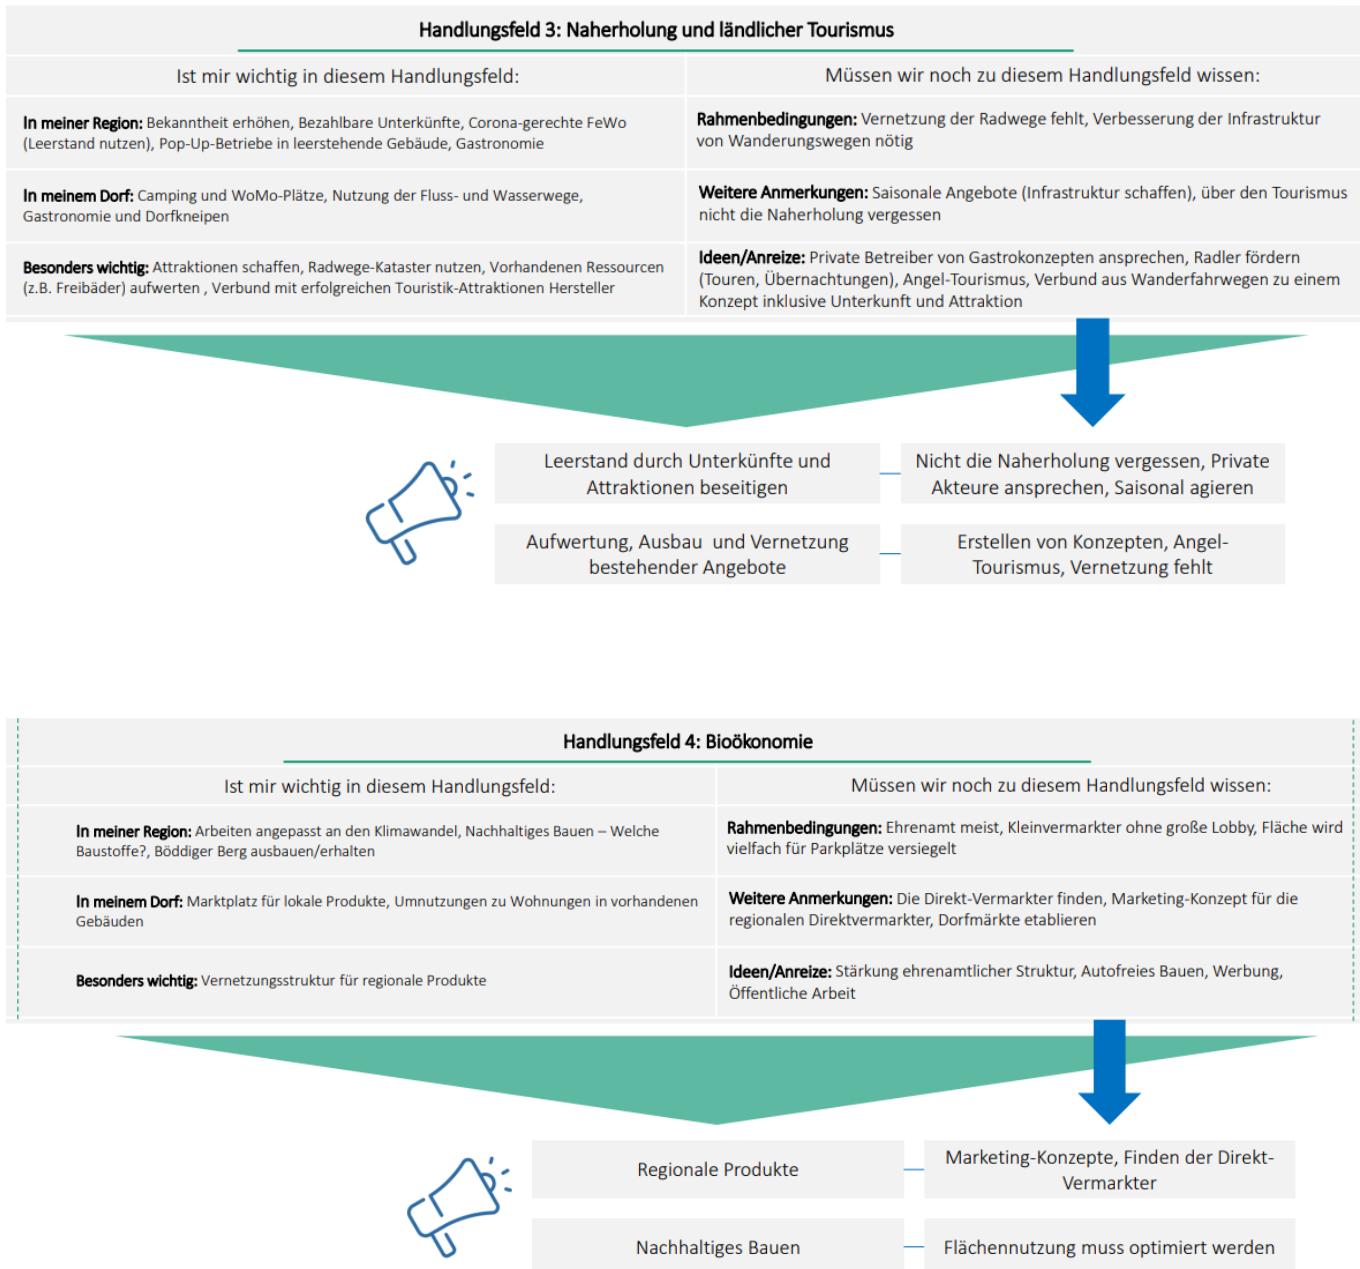 Handlungsfeld 3: Naherholung und ländlicher Tourismus
Ist mir wichtig in diesem Handlungsfeld:
Müssen wir noch zu diesem Handlungsfeld wissen:
In meiner Region: Bekanntheit erhöhen, Bezahlbare Unterkünfte, Corona-gerechte FeWo
(Leerstand nutzen), Pop-Up-Betriebe in leerstehende Gebäude, Gastronomie
Rahmenbedingungen: Vernetzung der Radwege fehlt, Verbesserung der Infrastruktur
von Wanderungswegen nötig
In meinem Dorf: Camping und WoMo-Plätze, Nutzung der Fluss- und Wasserwege,
Gastronomie und Dorfkneipen
Weitere Anmerkungen: Saisonale Angebote (Infrastruktur schaffen), über den Tourismus
nicht die Naherholung vergessen
Besonders wichtig: Attraktionen schaffen, Radwege-Kataster nutzen, Vorhandenen Ressourcen
(z.B. Freibäder) aufwerten , Verbund mit erfolgreichen Touristik-Attraktionen Hersteller
Ideen/Anreize: Private Betreiber von Gastrokonzepten ansprechen, Radler fördern
(Touren, Übernachtungen), Angel-Tourismus, Verbund aus Wanderfahrwegen zu einem
Konzept inklusive Unterkunft und Attraktion
Leerstand durch Unterkünfte und
Attraktionen beseitigen
Nicht die Naherholung vergessen, Private
Akteure ansprechen, Saisonal agieren
Aufwertung, Ausbau und Vernetzung
bestehender Angebote
Erstellen von Konzepten, Angel-
Tourismus, Vernetzung fehlt
Handlungsfeld 4: Bioökonomie
Ist mir wichtig in diesem Handlungsfeld:
Müssen wir noch zu diesem Handlungsfeld wissen:
In meiner Region: Arbeiten angepasst an den Klimawandel, Nachhaltiges Bauen – Welche
Baustoffe?, Böddiger Berg ausbauen/erhalten
Rahmenbedingungen: Ehrenamt meist, Kleinvermarkter ohne große Lobby, Fläche wird
vielfach für Parkplätze versiegelt
In meinem Dorf: Marktplatz für lokale Produkte, Umnutzungen zu Wohnungen in vorhandenen
Gebäuden
Weitere Anmerkungen: Die Direkt-Vermarkter finden, Marketing-Konzept für die
regionalen Direktvermarkter, Dorfmärkte etablieren
Besonders wichtig: Vernetzungsstruktur für regionale Produkte
Ideen/Anreize: Stärkung ehrenamtlicher Struktur, Autofreies Bauen, Werbung,
Öffentliche Arbeit
Regionale Produkte
Marketing-Konzepte, Finden der Direkt-
Vermarkter
Nachhaltiges Bauen
Flächennutzung muss optimiert werden